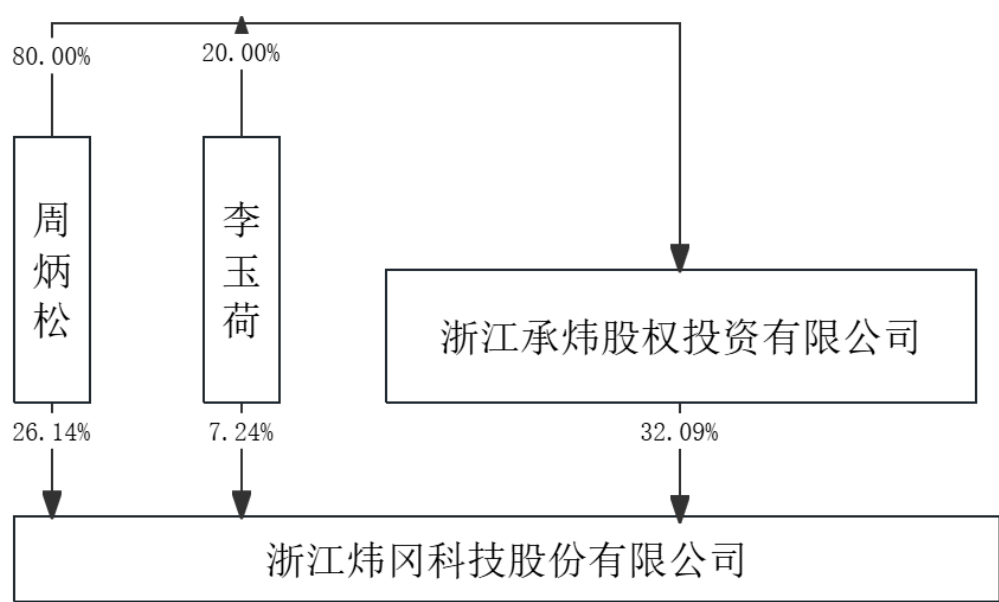 80.00%
20.00%
周炳松
李玉荷
浙江承炜股权投资有限公司
26.14%
7.24%
32.09%
浙江炜冈科技股份有限公司